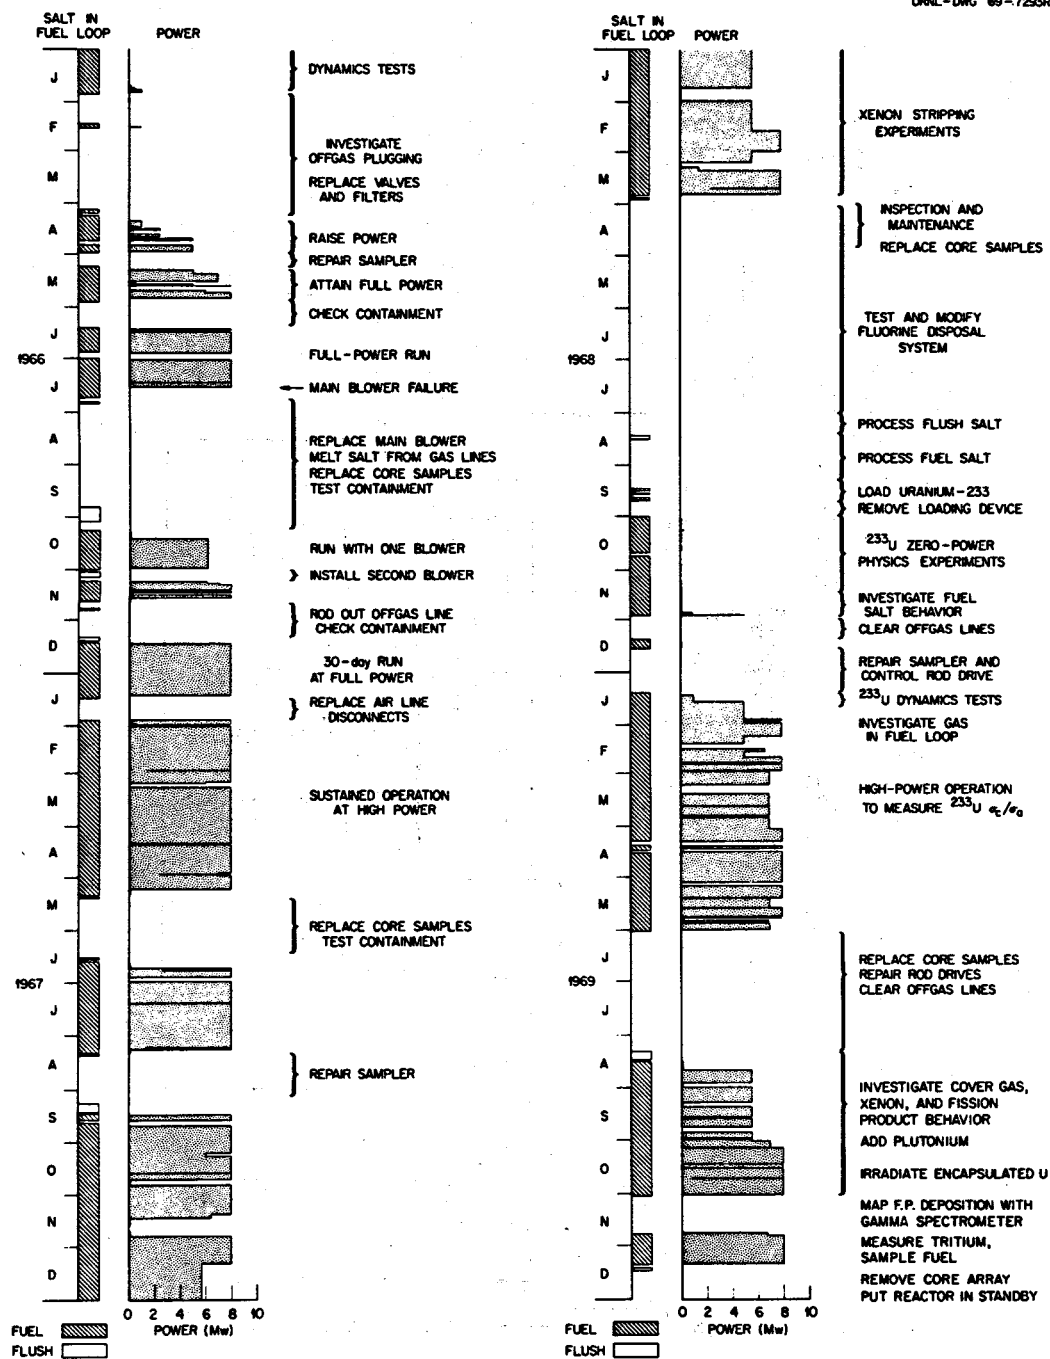 ORNL-DWG 69-7293R
SALT IN
FUEL LOOP
POWER
J
F
M
A
M
J
1966
J
A
S
O
N
D
J
F
M
A
M
J
1967
J
A
S
O
N
D
DYNAMICS TESTS
INVESTIGATE
OFFGAS PLUGGING
REPLACE VALVES
AND FILTERS
RAISE POWER
REPAIR SAMPLER
ATTAIN FULL POWER
CHECK CONTAINMENT
FULL-POWER RUN
MAIN BLOWER FAILURE
REPLACE MAIN BLOWER
MELT SALT FROM GAS LINES
REPLACE CORE SAMPLES
TEST CONTAINMENT
RUN WITH ONE BLOWER
INSTALL SECOND BLOWER
ROD OUT OFFGAS LINE
CHECK CONTAINMENT
30-day RUN
AT FULL POWER
REPLACE AIR LINE
DISCONNECTS
SUSTAINED OPERATION
AT HIGH POWER
REPLACE CORE SAMPLES
TEST CONTAINMENT
REPAIR SAMPLER
0 2 4 6 8 10
POWER (Mw)
FUEL
FLUSH
SALT IN
FUEL LOOP
POWER
J
F
M
A
M
J
1968
J
A
S
O
N
D
J
F
M
A
M
J
1969
J
A
S
O
N
D
XENON STRIPPING
EXPERIMENTS
INSPECTION AND
MAINTENANCE
REPLACE CORE SAMPLES
TEST AND MODIFY
FLUORINE DISPOSAL
SYSTEM
PROCESS FLUSH SALT
PROCESS FUEL SALT
LOAD URANIUM-233
REMOVE LOADING DEVICE
²³³U ZERO-POWER
PHYSICS EXPERIMENTS
INVESTIGATE FUEL
SALT BEHAVIOR
CLEAR OFFGAS LINES
REPAIR SAMPLER AND
CONTROL ROD DRIVE
²³³U DYNAMICS TESTS
INVESTIGATE GAS
IN FUEL LOOP
HIGH-POWER OPERATION
TO MEASURE ²³³U σc/σa
REPLACE CORE SAMPLES
REPAIR ROD DRIVES
CLEAR OFFGAS LINES
INVESTIGATE COVER GAS,
XENON, AND FISSION
PRODUCT BEHAVIOR
ADD PLUTONIUM
IRRADIATE ENCAPSULATED U
MAP F.P. DEPOSITION WITH
GAMMA SPECTROMETER
MEASURE TRITIUM,
SAMPLE FUEL
REMOVE CORE ARRAY
PUT REACTOR IN STANDBY
0 2 4 6 8 10
POWER (Mw)
FUEL
FLUSH